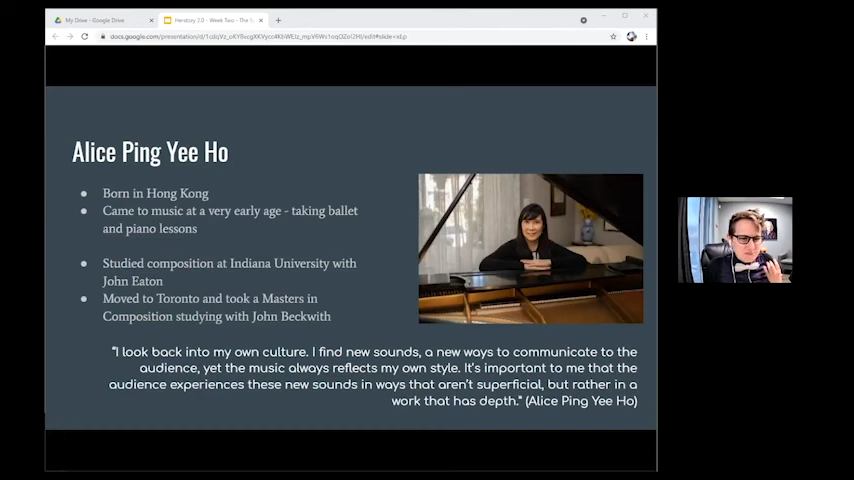 My Drive - Google Drive
Herstory 2.0 - Week Two - The
Alice Ping Yee Ho
● Born in Hong Kong
● Came to music at a very early age - taking ballet
and piano lessons
● Studied composition at Indiana University with
John Eaton
● Moved to Toronto and took a Masters in
Composition studying with John Beckwith
"I look back into my own culture. I find new sounds, a new ways to communicate to the
audience, yet the music always reflects my own style. It's important to me that the
audience experiences these new sounds in ways that aren't superficial, but rather in a
work that has depth." (Alice Ping Yee Ho)